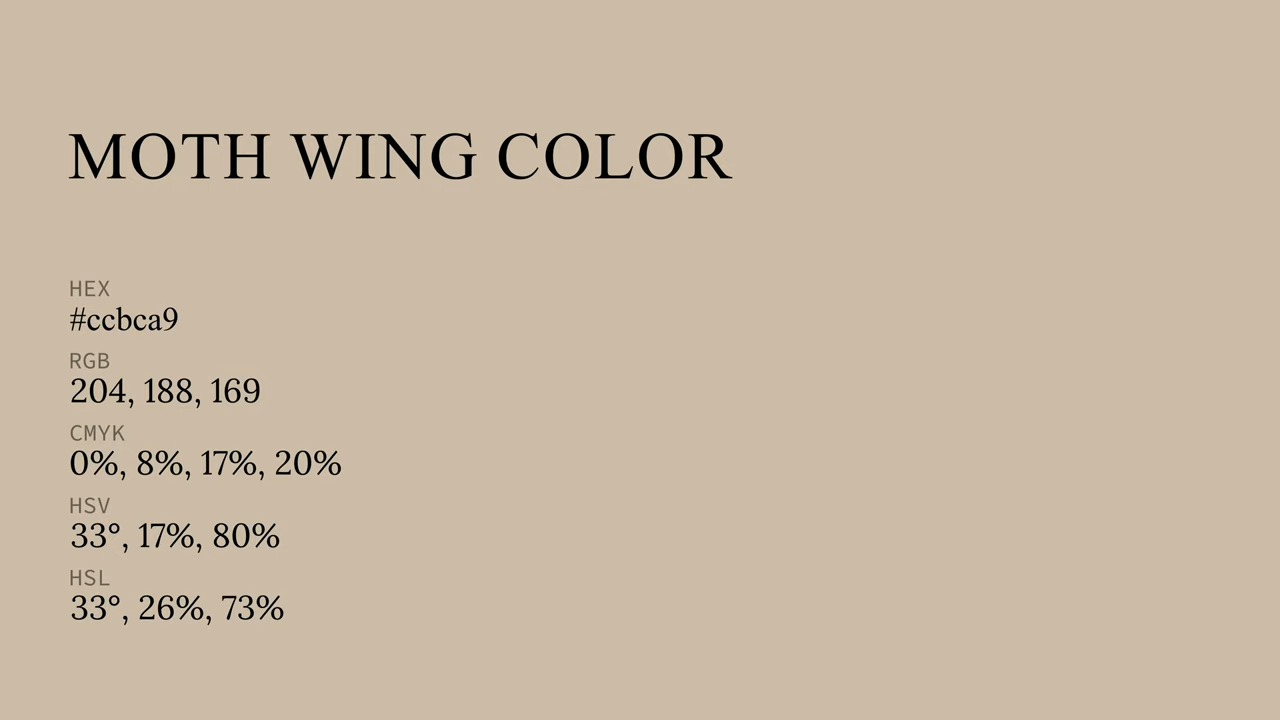 MOTH WING COLOR
HEX
#ccbca9
RGB
204, 188, 169
CMYK
0%, 8%, 17%, 20%
HSV
33°, 17%, 80%
HSL
33°, 26%, 73%